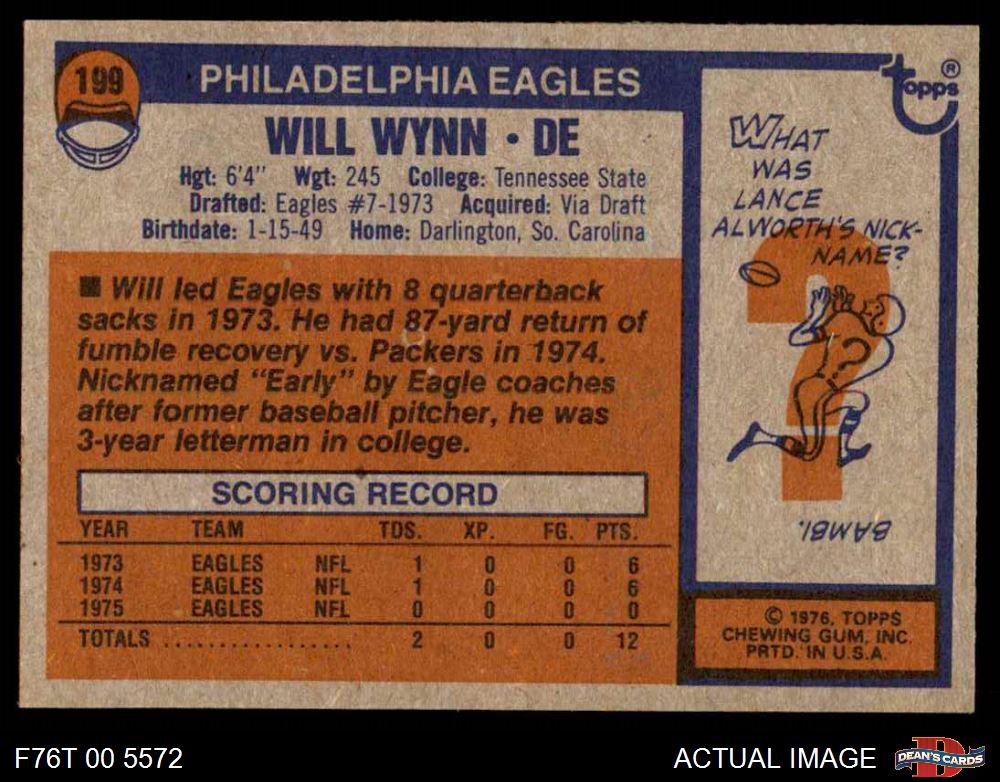 199
PHILADELPHIA EAGLES
WILL WYNN • DE
Hgt: 6'4" Wgt: 245 College: Tennessee State
Drafted: Eagles #7-1973 Acquired: Via Draft
Birthdate: 1-15-49 Home: Darlington, So. Carolina
■ Will led Eagles with 8 quarterback
sacks in 1973. He had 87-yard return of
fumble recovery vs. Packers in 1974.
Nicknamed "Early" by Eagle coaches
after former baseball pitcher, he was
3-year letterman in college.
SCORING RECORD
YEAR TEAM TDS. XP. FG. PTS.
1973 EAGLES NFL 1 0 0 6
1974 EAGLES NFL 1 0 0 6
1975 EAGLES NFL 0 0 0 0
TOTALS .................. 2 0 0 12
topps ®
WHAT
WAS
LANCE
ALWORTH'S NICK-
NAME?
?
BAMBI.
© 1976, TOPPS
CHEWING GUM, INC.
PRTD. IN U.S.A.
F76T 00 5572
ACTUAL IMAGE
D
DEAN'S CARDS